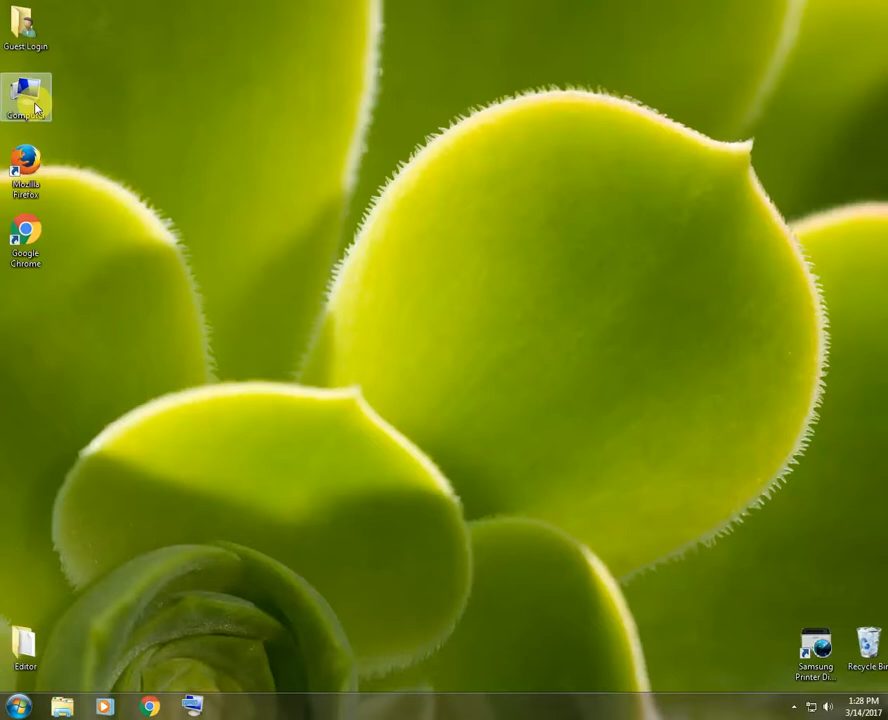 Guest Login
Mozilla
Firefox
Google
Chrome
Editor
Samsung
Printer Di...
Recycle Bin
1:28 PM
3/14/2017